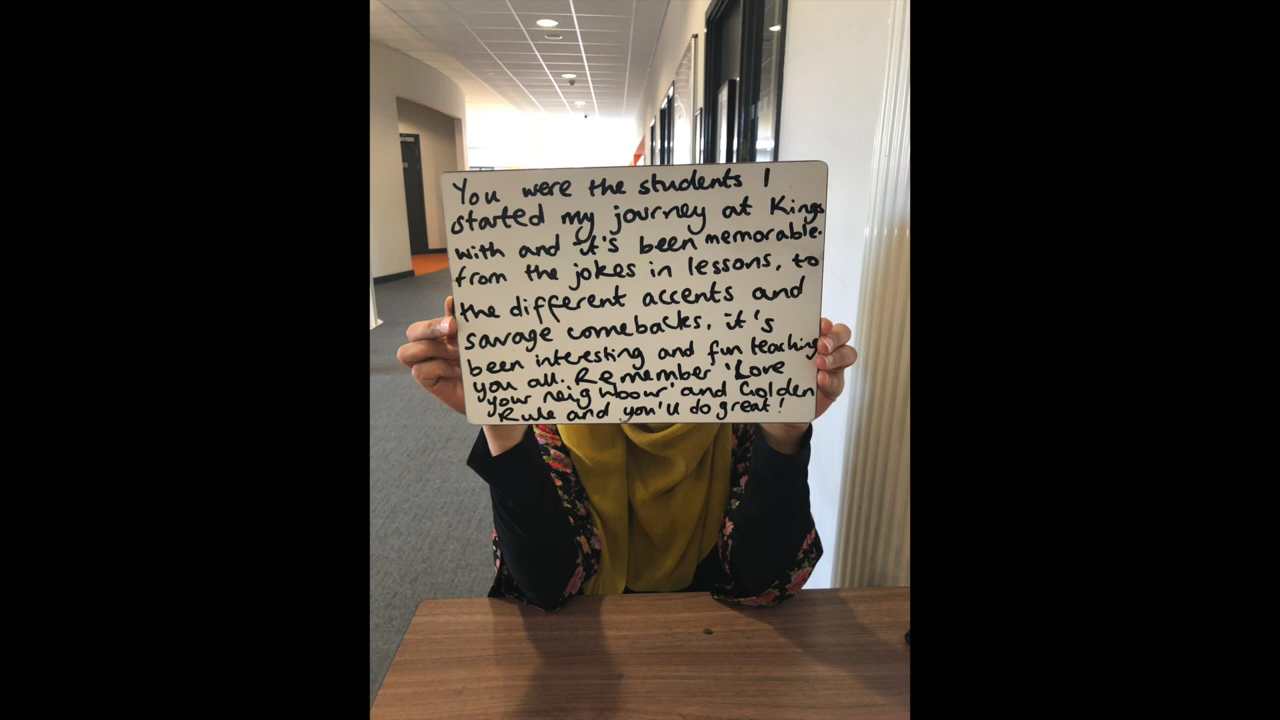 You were the students I
started my journey at Kings
with and it's been memorable.
from the jokes in lessons, to
the different accents and
savage comebacks, it's
been interesting and fun teaching
you all. Remember 'Love
your neighbour' and Golden
Rule and you'll do great!